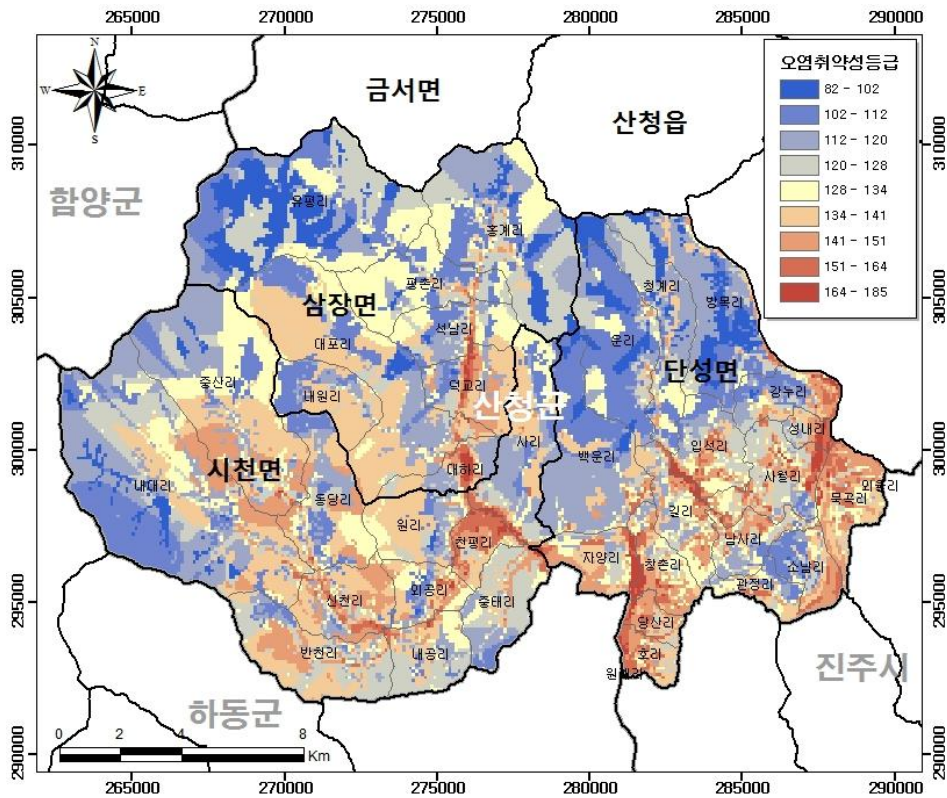 265000 270000 275000 280000 285000 290000
N
W E
S
금서면
산청읍
오염취약성등급
82 - 102
102 - 112
112 - 120
120 - 128
128 - 134
134 - 141
141 - 151
151 - 164
164 - 185
310000
310000
함양군
유평리
홍계리
평촌리
청계리
방목리
305000
305000
삼장면
석남리
대포리
운리
단성면
중산리
내원리
덕교리
산청군
강누리
사리
입석리
성내리
300000
300000
시천면
대하리
백운리
사월리
내대리
동당리
묵곡리
원리
길리
천평리
남사리
자양리
창촌리
소남리
외공리
관정리
295000
295000
신천리
중태리
당산리
반천리
내공리
호리
진주시
하동군
0 2 4 8
Km
290000
290000
265000 270000 275000 280000 285000 290000